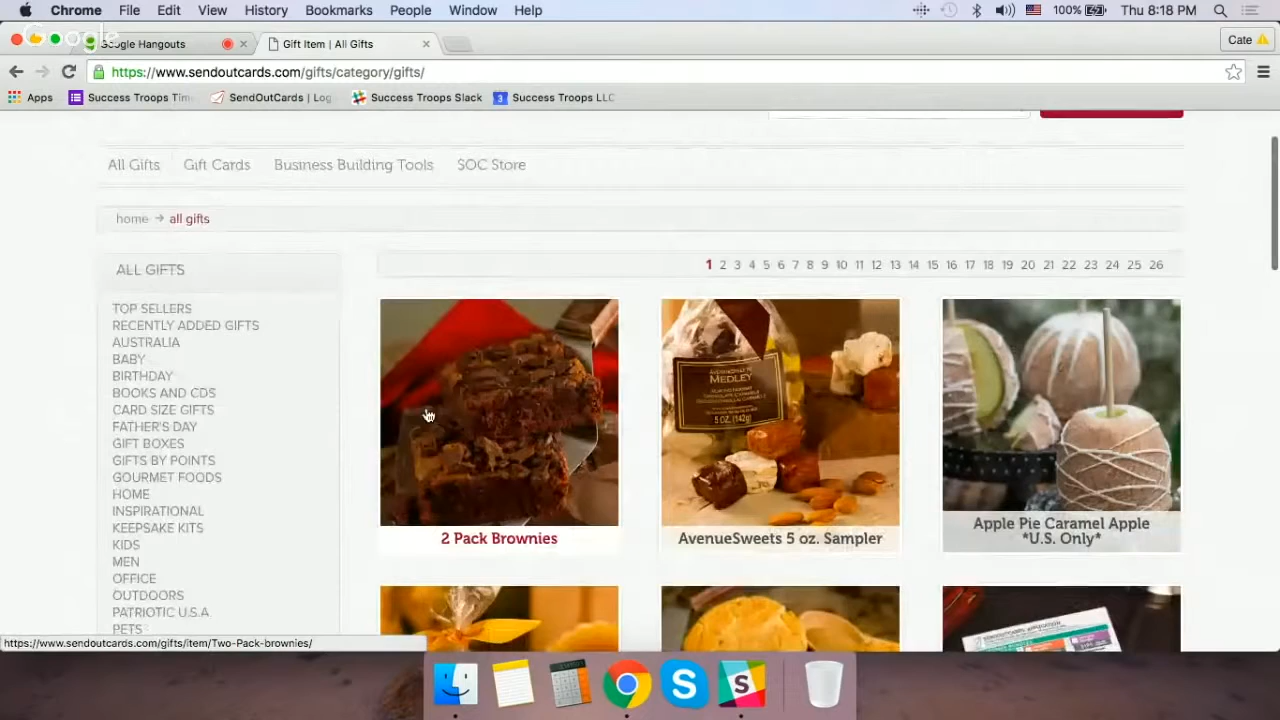 Chrome File Edit View History Bookmarks People Window Help 100% Thu 8:18 PM
Google Hangouts Gift Item | All Gifts Cate
https://www.sendoutcards.com/gifts/category/gifts/
Apps Success Troops Tim SendOutCards | Log Success Troops Slack 3 Success Troops LLC
All Gifts Gift Cards Business Building Tools SOC Store
home → all gifts
ALL GIFTS
1 2 3 4 5 6 7 8 9 10 11 12 13 14 15 16 17 18 19 20 21 22 23 24 25 26
TOP SELLERS
RECENTLY ADDED GIFTS
AUSTRALIA
BABY
BIRTHDAY
BOOKS AND CDS
CARD SIZE GIFTS
FATHER'S DAY
GIFT BOXES
GIFTS BY POINTS
GOURMET FOODS
HOME
INSPIRATIONAL
KEEPSAKE KITS
KIDS
MEN
OFFICE
OUTDOORS
PATRIOTIC U.S.A.
PETS
MEDLEY
5 OZ. (142g)
2 Pack Brownies
AvenueSweets 5 oz. Sampler
Apple Pie Caramel Apple
*U.S. Only*
https://www.sendoutcards.com/gifts/item/Two-Pack-brownies/